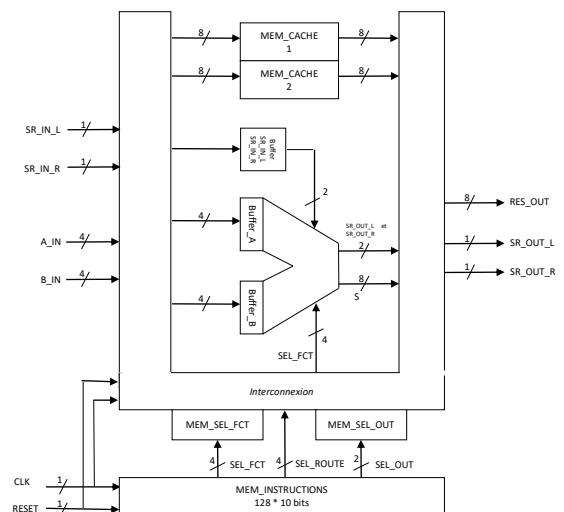 8 MEM_CACHE 8
1
8 MEM_CACHE 8
2
SR_IN_L 1
SR_IN_R 1
Buffer
SR_IN_L
SR_IN_R
2
A_IN 4
B_IN 4
4 Buffer_A
4 Buffer_B
SR_OUT_L et
SR_OUT_R
2
8
S
4
SEL_FCT
8 RES_OUT
1 SR_OUT_L
1 SR_OUT_R
Interconnexion
MEM_SEL_FCT MEM_SEL_OUT
4 SEL_FCT 4 SEL_ROUTE 2 SEL_OUT
CLK 1
RESET 1
MEM_INSTRUCTIONS
128 * 10 bits